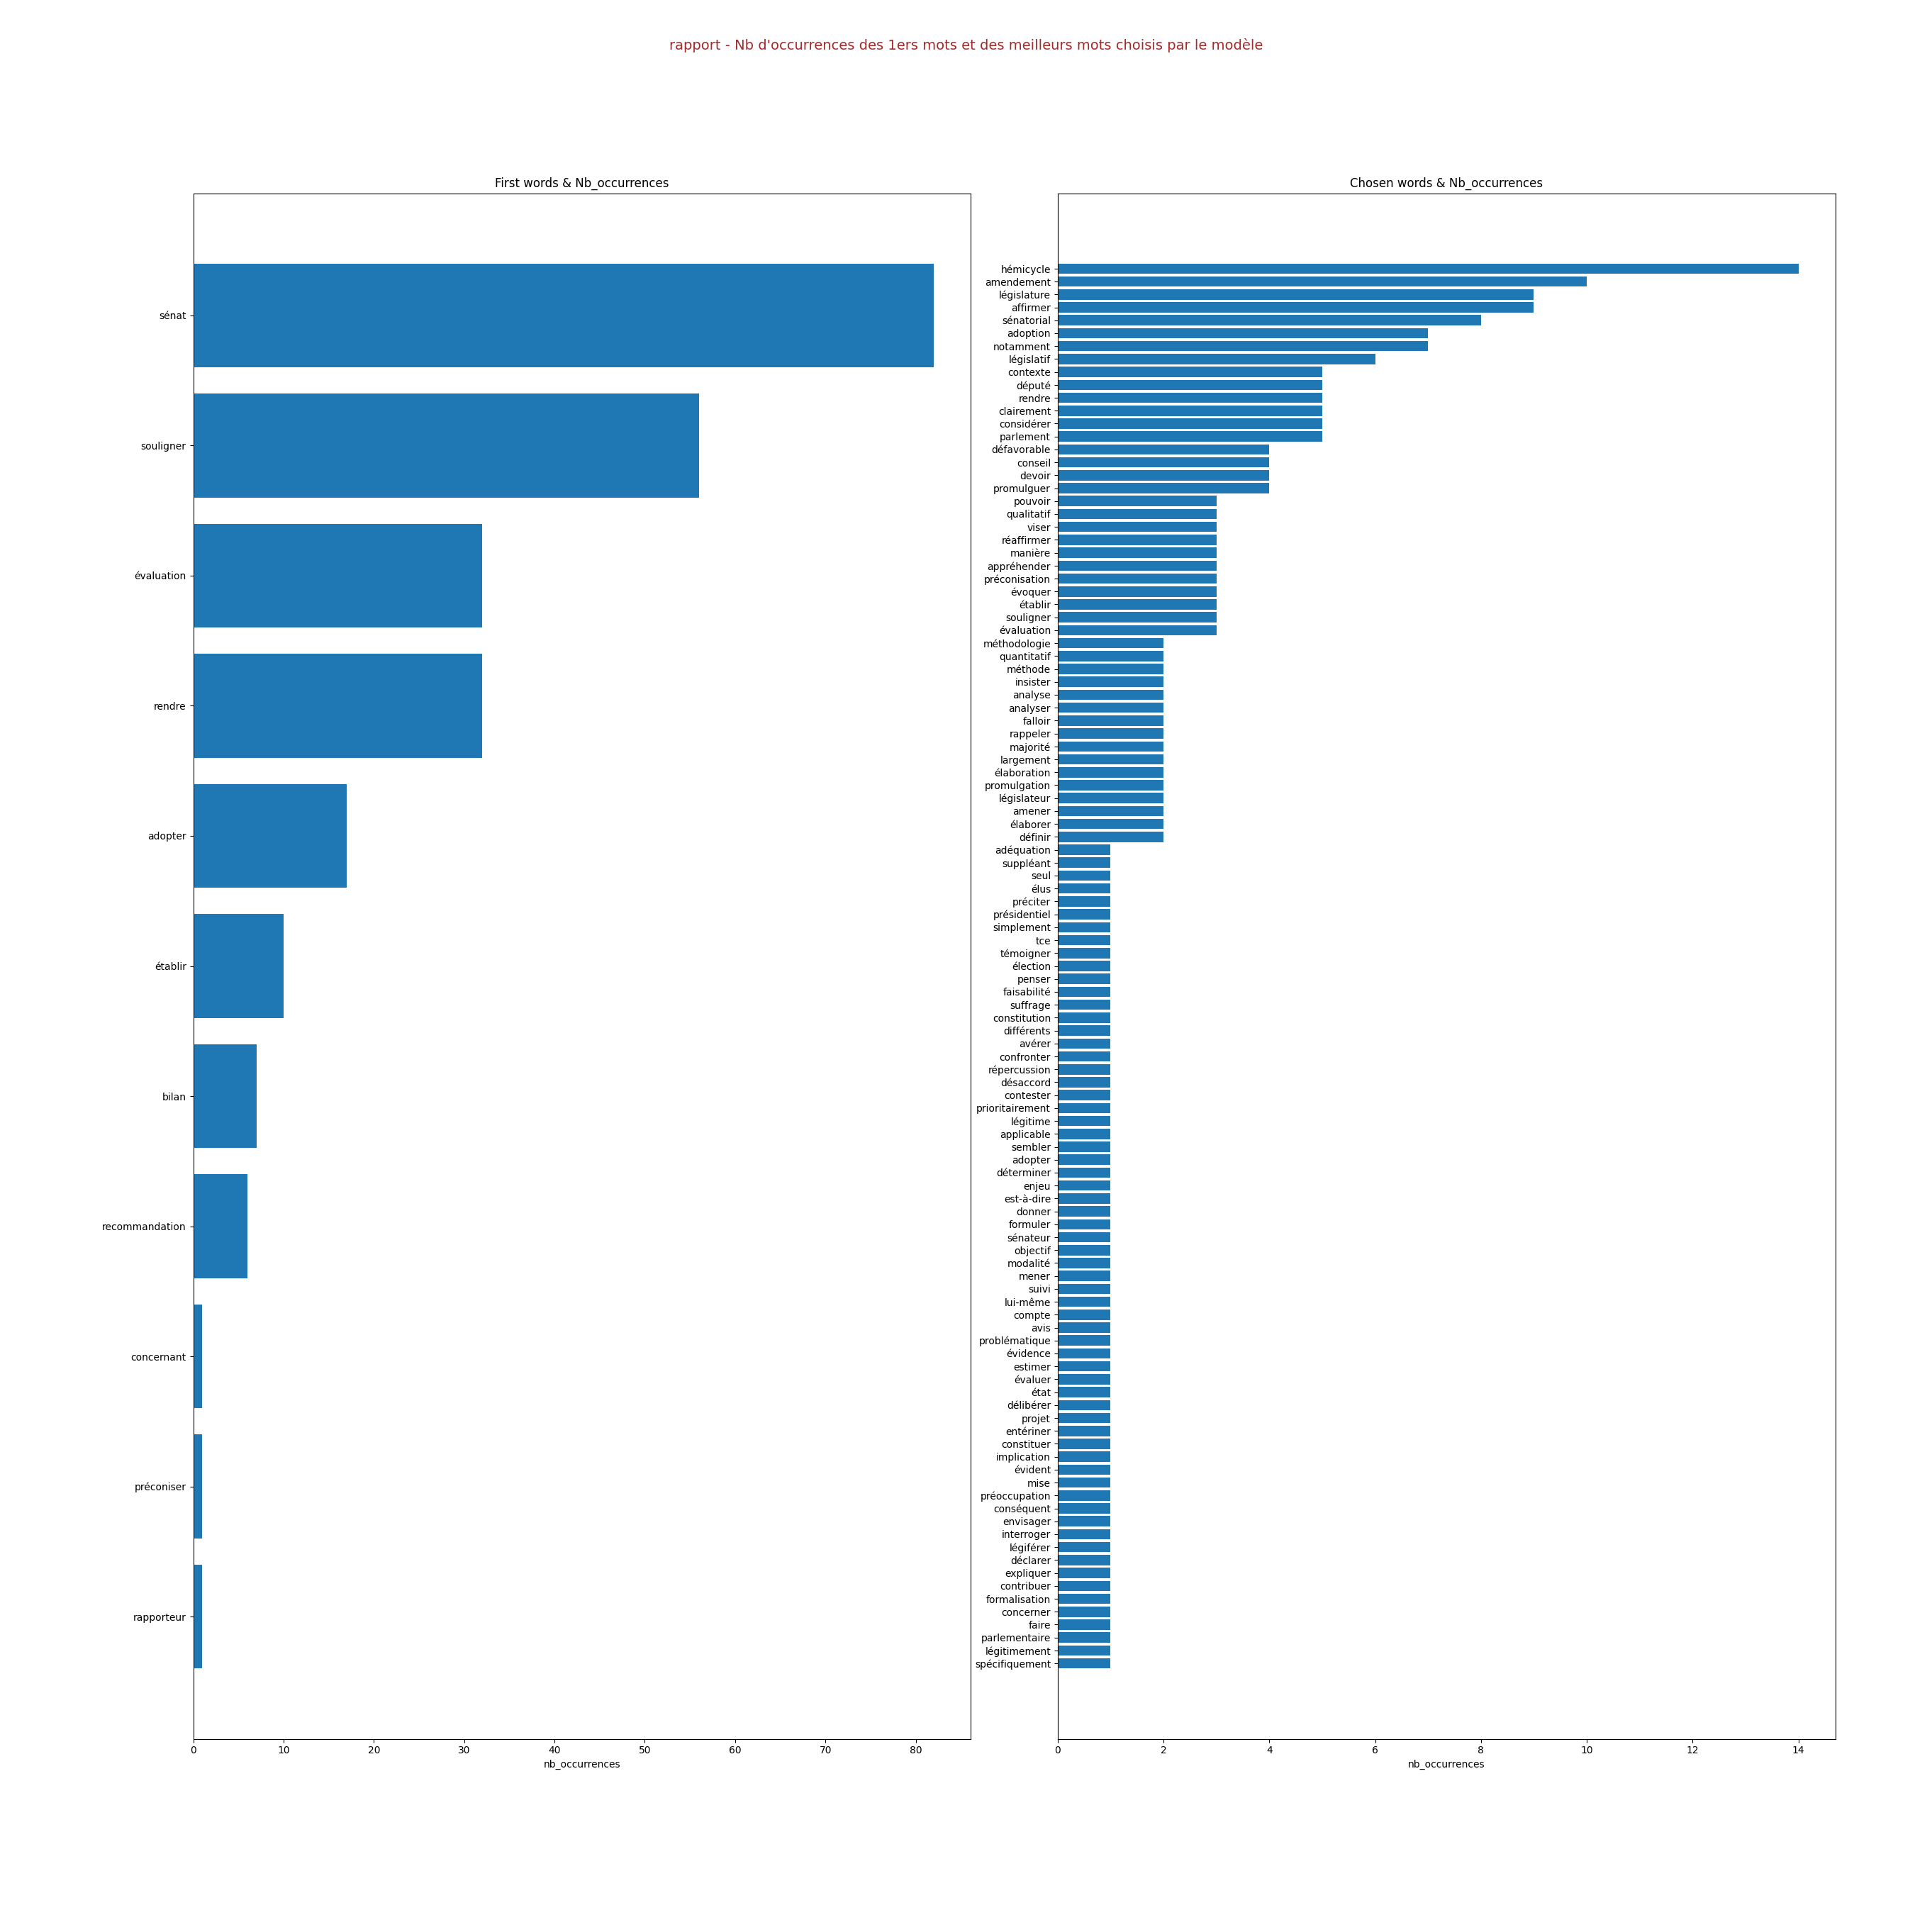 rapport - Nb d'occurrences des 1ers mots et des meilleurs mots choisis par le modèle
First words & Nb_occurrences
sénat
souligner
évaluation
rendre
adopter
établir
bilan
recommandation
concernant
préconiser
rapporteur
0 10 20 30 40 50 60 70 80
nb_occurrences
Chosen words & Nb_occurrences
hémicycle
amendement
législature
affirmer
sénatorial
adoption
notamment
législatif
contexte
député
rendre
clairement
considérer
parlement
défavorable
conseil
devoir
promulguer
pouvoir
qualitatif
viser
réaffirmer
manière
appréhender
préconisation
évoquer
établir
souligner
évaluation
méthodologie
quantitatif
méthode
insister
analyse
analyser
falloir
rappeler
majorité
largement
élaboration
promulgation
législateur
amener
élaborer
définir
adéquation
suppléant
seul
élus
préciter
présidentiel
simplement
tce
témoigner
élection
penser
faisabilité
suffrage
constitution
différents
avérer
confronter
répercussion
désaccord
contester
prioritairement
légitime
applicable
sembler
adopter
déterminer
enjeu
est-à-dire
donner
formuler
sénateur
objectif
modalité
mener
suivi
lui-même
compte
avis
problématique
évidence
estimer
évaluer
état
délibérer
projet
entériner
constituer
implication
évident
mise
préoccupation
conséquent
envisager
interroger
légiférer
déclarer
expliquer
contribuer
formalisation
concerner
faire
parlementaire
légitimement
spécifiquement
0 2 4 6 8 10 12 14
nb_occurrences